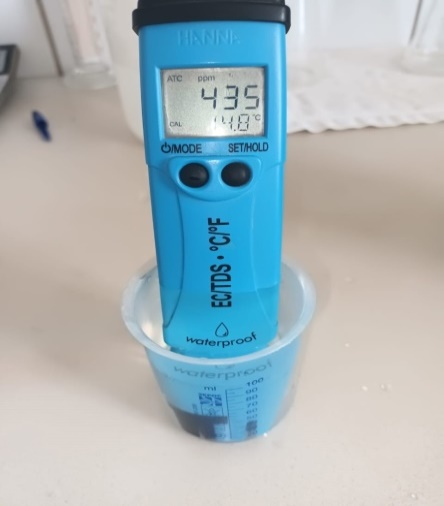 HANNA
ATC ppm
435
CAL 14.8 °C
⏻/MODE SET/HOLD
EC/TDS • °C/°F
waterproof
waterproof
ml 100
90
80
70
60